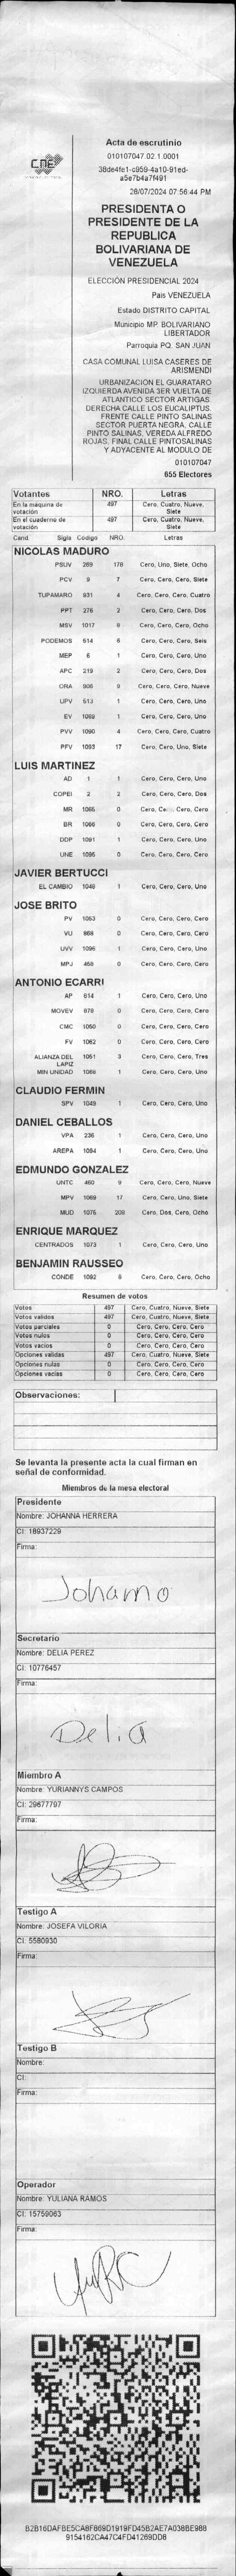 CNE
Acta de escrutinio
010107047.02.1.0001
38de4fe1-c959-4a10-91ed-
a5e7b4a7f491
28/07/2024 07:56:44 PM
PRESIDENTA O
PRESIDENTE DE LA
REPUBLICA
BOLIVARIANA DE
VENEZUELA
ELECCIÓN PRESIDENCIAL 2024
Pais VENEZUELA
Estado DISTRITO CAPITAL
Municipio MP. BOLIVARIANO
LIBERTADOR
Parroquia PQ. SAN JUAN
CASA COMUNAL LUISA CASERES DE
ARISMENDI
URBANIZACION EL GUARATARO
IZQUIERDA AVENIDA 3ER VUELTA DE
ATLANTICO SECTOR ARTIGAS.
DERECHA CALLE LOS EUCALIPTUS.
FRENTE CALLE PINTO SALINAS
SECTOR PUERTA NEGRA, CALLE
PINTO SALINAS, VEREDA ALFREDO
ROJAS, FINAL CALLE PINTOSALINAS
Y ADYACENTE AL MODULO DE
010107047
655 Electores
Votantes NRO. Letras
En la máquina de votación 497 Cero, Cuatro, Nueve, Siete
En el cuaderno de votación 497 Cero, Cuatro, Nueve, Siete
Cand. Sigla Codigo NRO. Letras
NICOLAS MADURO
PSUV 269 178 Cero, Uno, Siete, Ocho
PCV 9 7 Cero, Cero, Cero, Siete
TUPAMARO 931 4 Cero, Cero, Cero, Cuatro
PPT 276 2 Cero, Cero, Cero, Dos
MSV 1017 8 Cero, Cero, Cero, Ocho
PODEMOS 514 6 Cero, Cero, Cero, Seis
MEP 6 1 Cero, Cero, Cero, Uno
APC 219 2 Cero, Cero, Cero, Dos
ORA 906 9 Cero, Cero, Cero, Nueve
UPV 513 1 Cero, Cero, Cero, Uno
EV 1089 1 Cero, Cero, Cero, Uno
PVV 1090 4 Cero, Cero, Cero, Cuatro
PFV 1093 17 Cero, Cero, Uno, Siete
LUIS MARTINEZ
AD 1 1 Cero, Cero, Cero, Uno
COPEI 2 2 Cero, Cero, Cero, Dos
MR 1065 0 Cero, Ce, Cero, Cero
BR 1066 0 Cero, Cero, Cero, Cero
DDP 1091 1 Cero, Cero, Cero, Uno
UNE 1095 0 Cero, Cero, Cero, Cero
JAVIER BERTUCCI
EL CAMBIO 1046 1 Cero, Cero, Cero, Uno
JOSE BRITO
PV 1053 0 Cero, Cero, Cero, Cero
VU 868 0 Cero, Cero, Cero, Cero
UVV 1096 1 Cero, Cero, Cero, Uno
MPJ 458 0 Cero, Cero, Cero, Cero
ANTONIO ECARRI
AP 814 1 Cero, Cero, Cero, Uno
MOVEV 878 0 Cero, Cero, Cero, Cero
CMC 1050 0 Cero, Cero, Cero, Cero
FV 1062 0 Cero, Cero, Cero, Cero
ALIANZA DEL LAPIZ 1051 3 Cero, Cero, Cero, Tres
MIN UNIDAD 1068 1 Cero, Cero, Cero, Uno
CLAUDIO FERMIN
SPV 1049 1 Cero, Cero, Cero, Uno
DANIEL CEBALLOS
VPA 236 1 Cero, Cero, Cero, Uno
AREPA 1084 1 Cero, Cero, Cero, Uno
EDMUNDO GONZALEZ
UNTC 460 9 Cero, Cero, Cero, Nueve
MPV 1069 17 Cero, Cero, Uno, Siete
MUD 1075 208 Cero, Dos, Cero, Ocho
ENRIQUE MARQUEZ
CENTRADOS 1073 1 Cero, Cero, Cero, Uno
BENJAMIN RAUSSEO
CONDE 1092 8 Cero, Cero, Cero, Ocho
Resumen de votos
Votos 497 Cero, Cuatro, Nueve, Siete
Votos validos 497 Cero, Cuatro, Nueve, Siete
Votos parciales 0 Cero, Cero, Cero, Cero
Votos nulos 0 Cero, Cero, Cero, Cero
Votos vacios 0 Cero, Cero, Cero, Cero
Opciones válidas 497 Cero, Cuatro, Nueve, Siete
Opciones nulas 0 Cero, Cero, Cero, Cero
Opciones vacias 0 Cero, Cero, Cero, Cero
Observaciones:
Se levanta la presente acta la cual firman en
señal de conformidad.
Miembros de la mesa electoral
Presidente
Nombre: JOHANNA HERRERA
CI: 18937229
Firma:
Johanna
Secretario
Nombre: DELIA PEREZ
CI: 10776457
Firma:
Delia
Miembro A
Nombre: YURIANNYS CAMPOS
CI: 29677797
Firma:
Testigo A
Nombre: JOSEFA VILORIA
CI: 5580930
Firma:
Testigo B
Nombre:
CI:
Firma:
Operador
Nombre: YULIANA RAMOS
CI: 15759063
Firma:
B2B16DAFBE5CA8F869D1919FD45B2AE7A038BE988
9154162CA47C4FD41269DD8